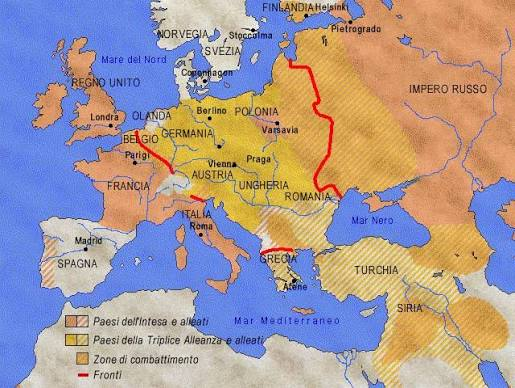 FINLANDIA Helsinki
NORVEGIA
Stoccolma
Pietrogrado
SVEZIA
Mare del Nord
Copenhagen
REGNO UNITO
IMPERO RUSSO
Berlino
POLONIA
OLANDA
Londra
Varsavia
GERMANIA
BELGIO
Parigi
Praga
Vienna
AUSTRIA
FRANCIA
UNGHERIA
ROMANIA
ITALIA
Mar Nero
Roma
Madrid
GRECIA
SPAGNA
TURCHIA
Atene
SIRIA
Mar Mediterraneo
Paesi dell'Intesa e alleati
Paesi della Triplice Alleanza e alleati
Zone di combattimento
Fronti